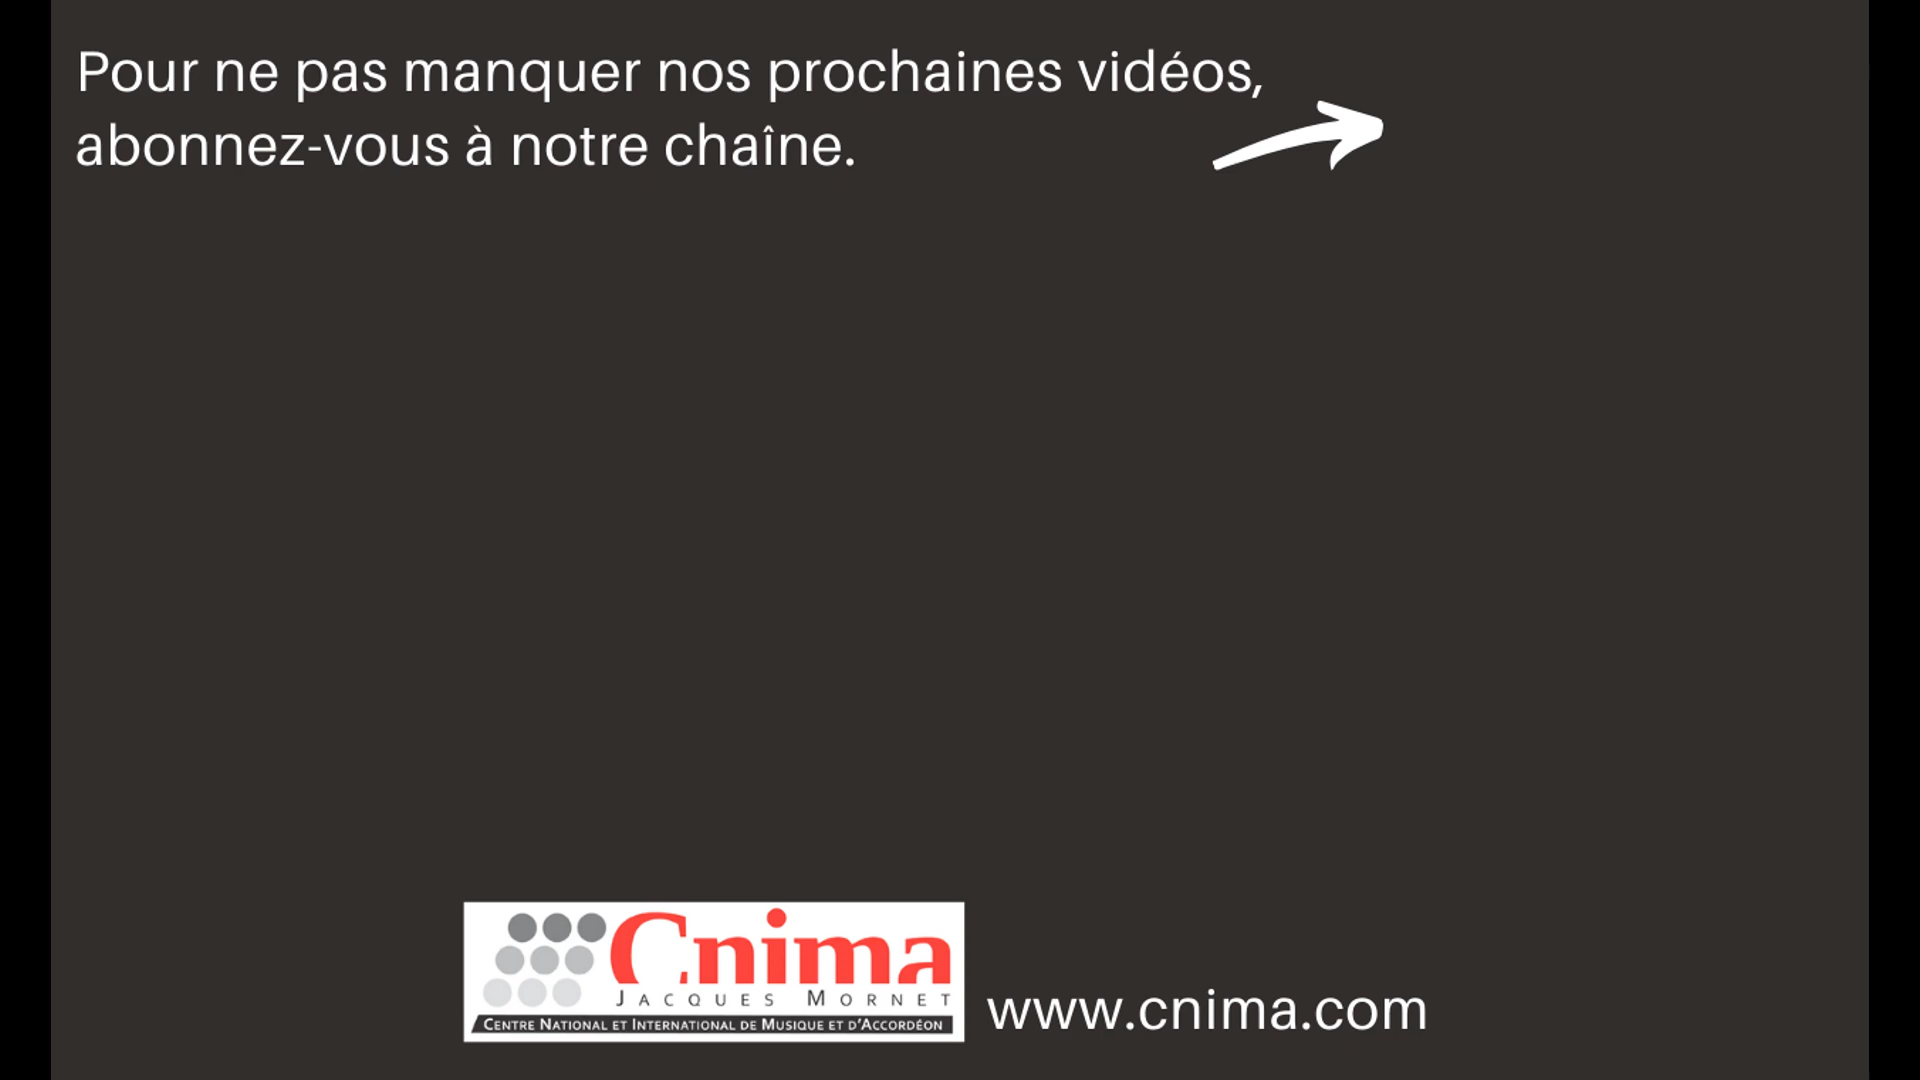 Pour ne pas manquer nos prochaines vidéos,
abonnez-vous à notre chaîne.
Cnima
JACQUES MORNET
CENTRE NATIONAL ET INTERNATIONAL DE MUSIQUE ET D'ACCORDÉON
www.cnima.com